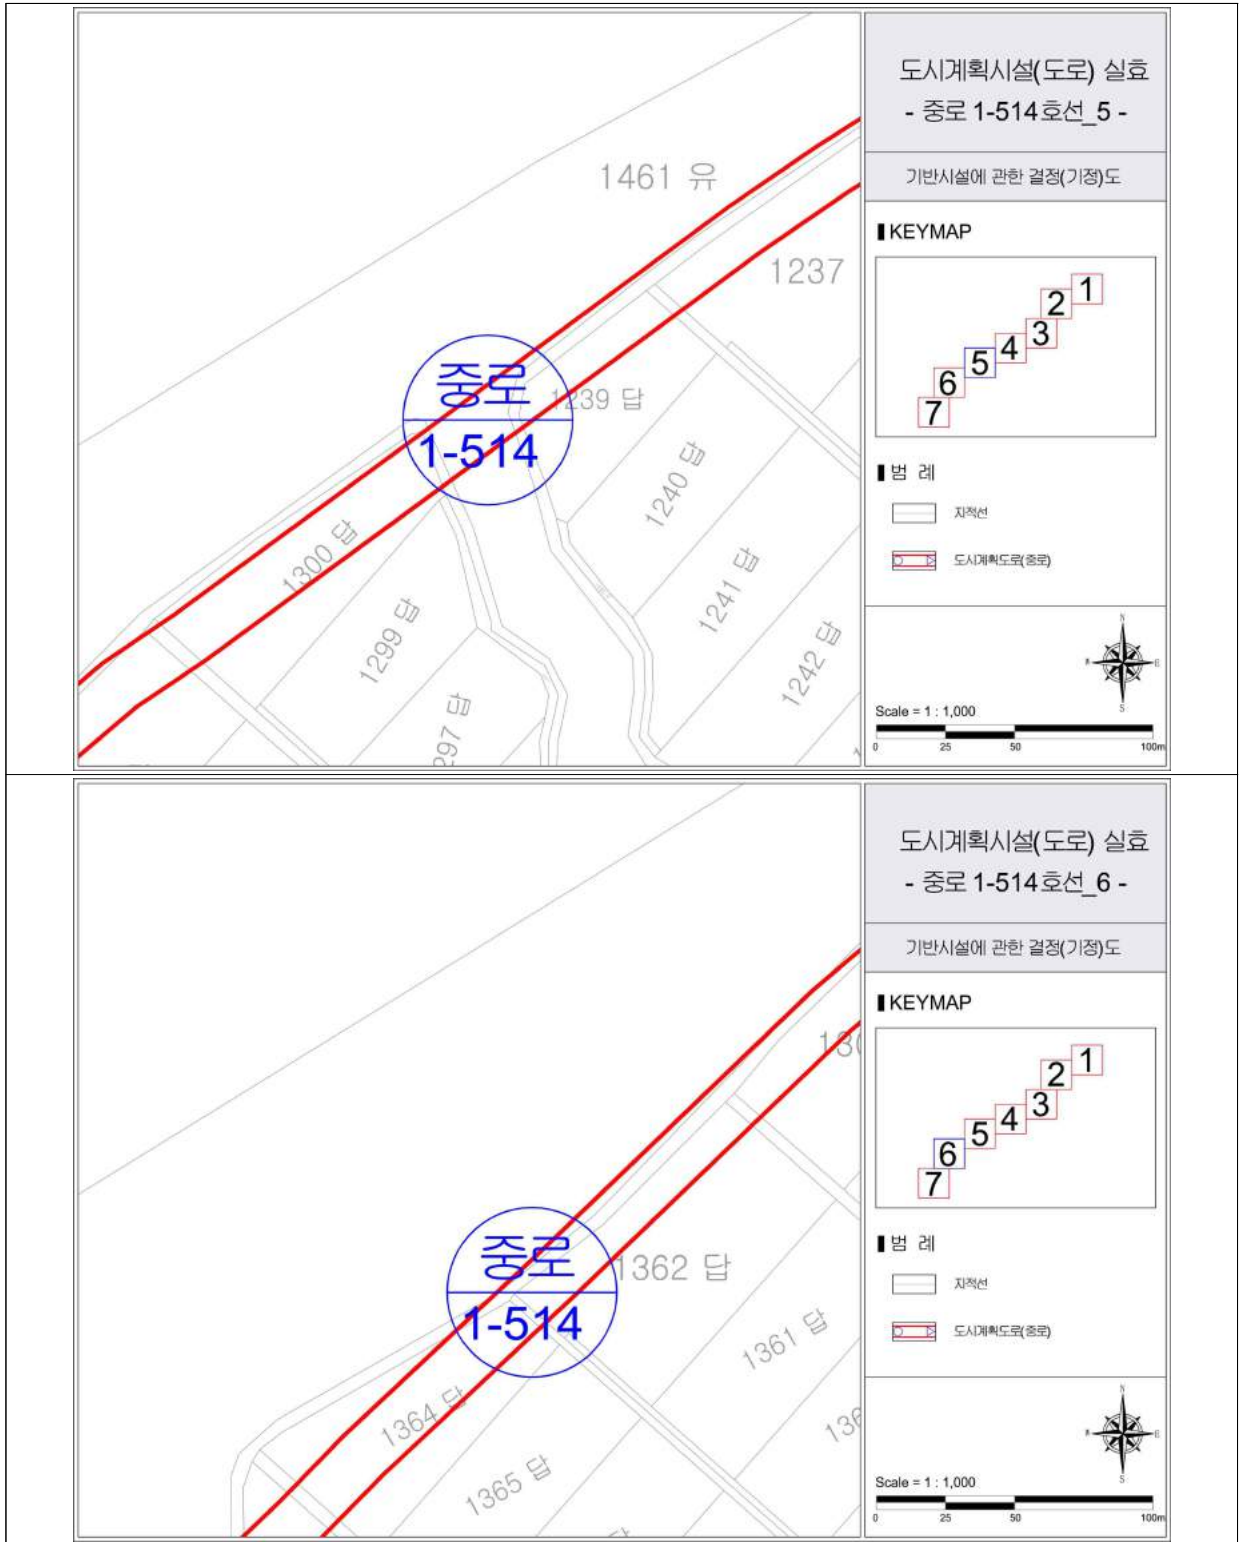 도시계획시설(도로) 실효
- 중로 1-514호선_5 -
기반시설에 관한 결정(기정)도
KEYMAP
1
2
3
4
5
6
7
범 례
지적선
도시계획도로(중로)
N
E
S
Scale = 1 : 1,000
0 25 50 100m
1461 유
1237
중로
1-514
1239 답
1240 답
1300 답
1241 답
1299 답
1242 답
297 답
도시계획시설(도로) 실효
- 중로 1-514호선_6 -
기반시설에 관한 결정(기정)도
KEYMAP
1
2
3
4
5
6
7
범 례
지적선
도시계획도로(중로)
N
E
S
Scale = 1 : 1,000
0 25 50 100m
중로
1-514
1362 답
1361 답
1364 답
136
1365 답